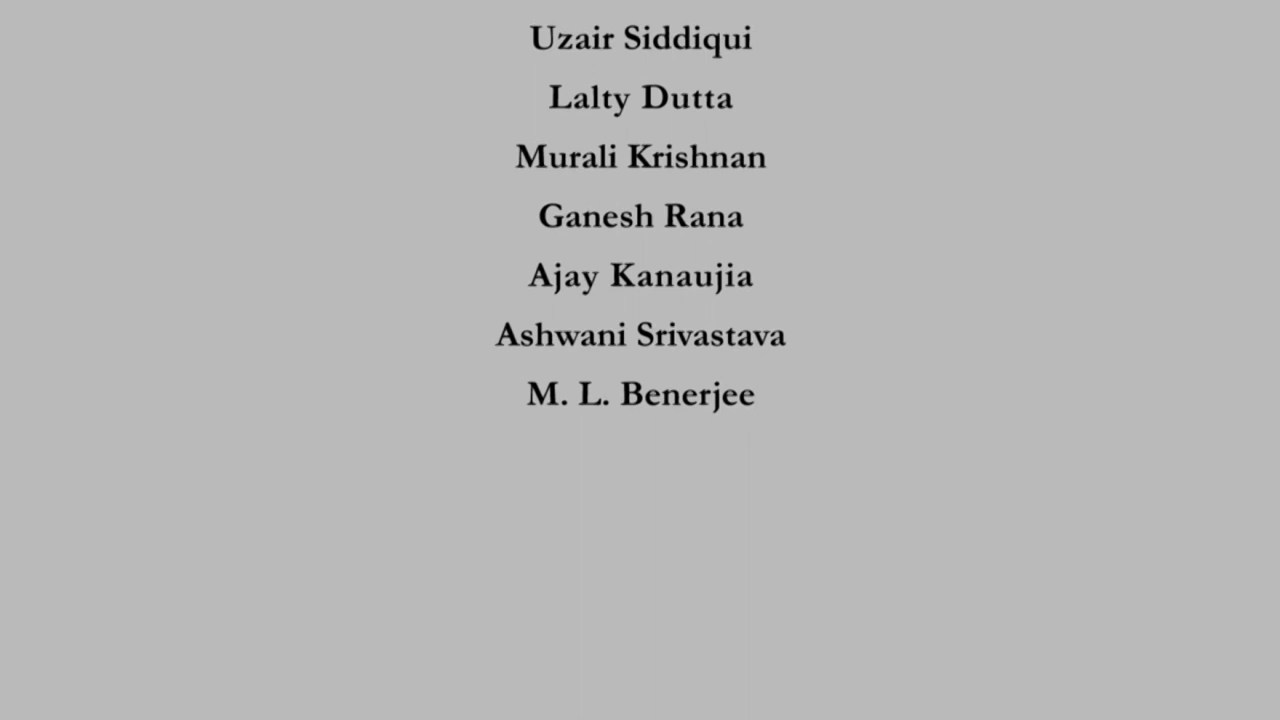 Uzair Siddiqui
Lalty Dutta
Murali Krishnan
Ganesh Rana
Ajay Kanaujia
Ashwani Srivastava
M. L. Benerjee